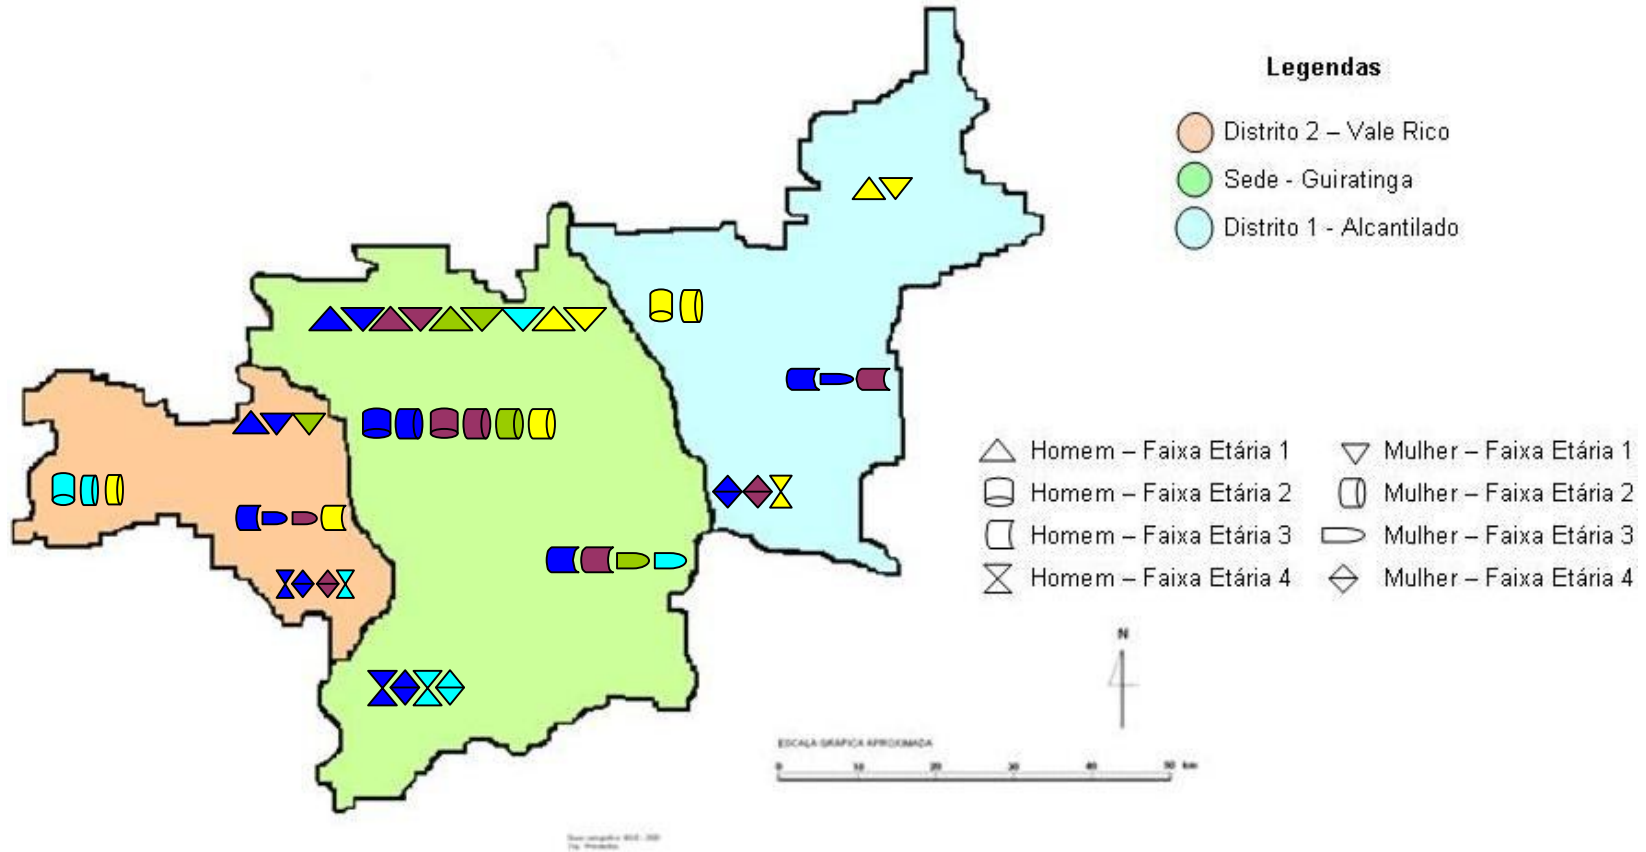 Legendas
Distrito 2 – Vale Rico
Sede - Guiratinga
Distrito 1 - Alcantilado
Homem – Faixa Etária 1
Mulher – Faixa Etária 1
Homem – Faixa Etária 2
Mulher – Faixa Etária 2
Homem – Faixa Etária 3
Mulher – Faixa Etária 3
Homem – Faixa Etária 4
Mulher – Faixa Etária 4
N
ESCALA GRÁFICA APROXIMADA
0 10 20 30 40 50 km